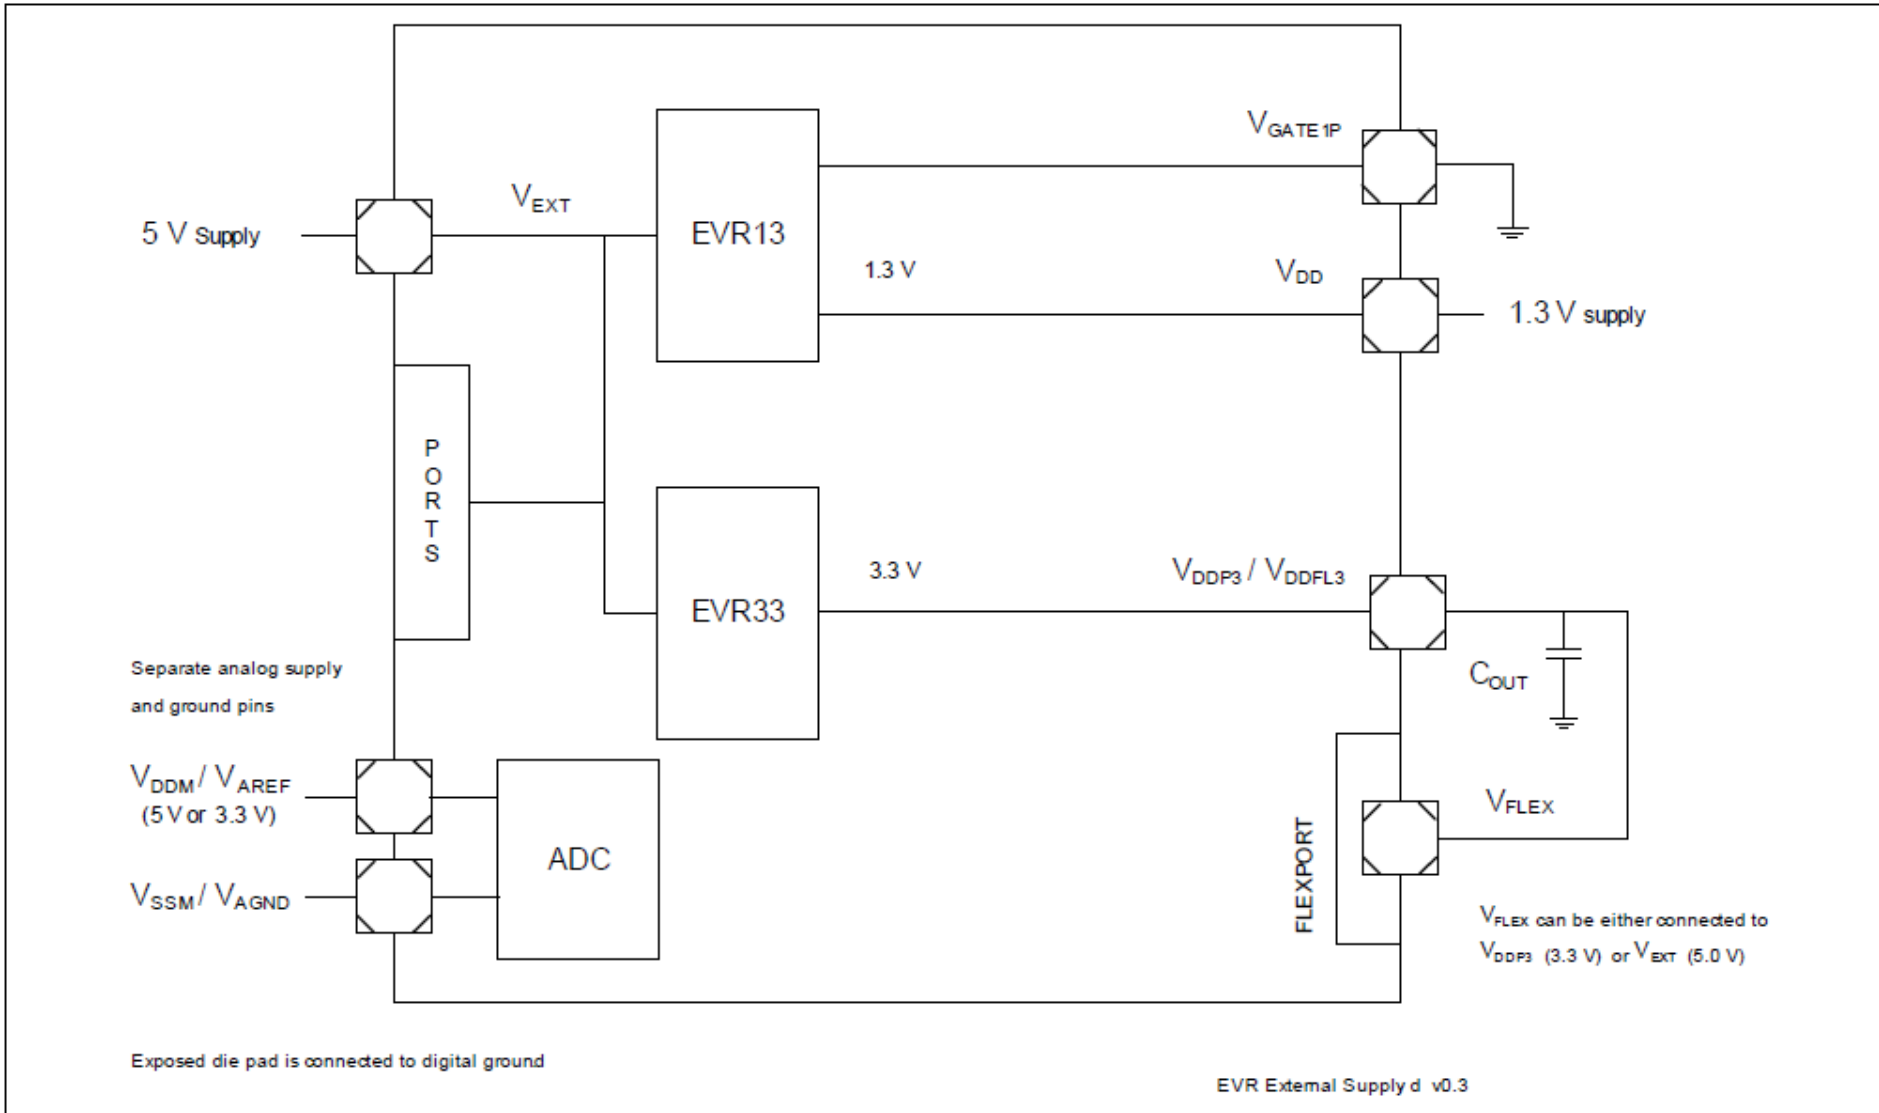 VGATE1P
5 V Supply
VEXT
EVR13
1.3 V
VDD
1.3 V supply
PORTS
3.3 V
VDDP3 / VDDFL3
EVR33
COUT
Separate analog supply
and ground pins
VDDM / VAREF
(5 V or 3.3 V)
ADC
VSSM / VAGND
FLEXPORT
VFLEX
VFLEX can be either connected to
VDDP3 (3.3 V) or VEXT (5.0 V)
Exposed die pad is connected to digital ground
EVR External Supply d v0.3